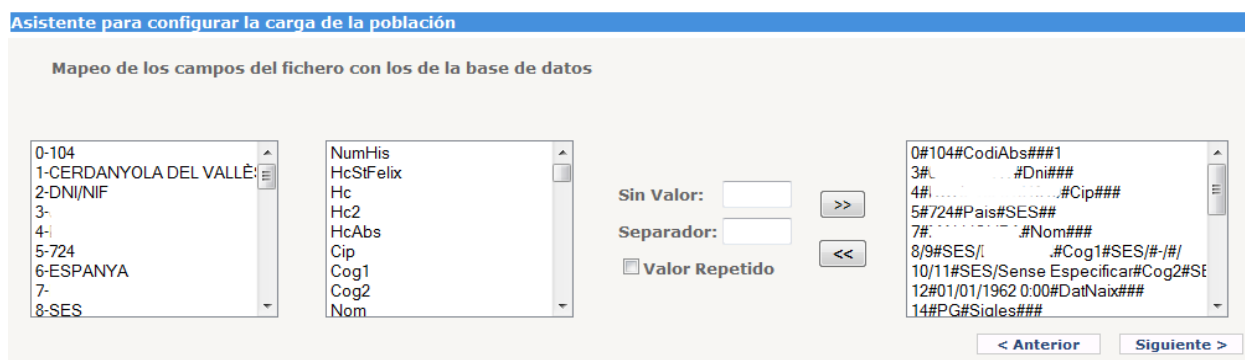 Asistente para configurar la carga de la población
Mapeo de los campos del fichero con los de la base de datos
0-104
1-CERDANYOLA DEL VALLÈS
2-DNI/NIF
3-
4-
5-724
6-ESPANYA
7-
8-SES
NumHis
HcStFelix
Hc
Hc2
HcAbs
Cip
Cog1
Cog2
Nom
Sin Valor:
Separador:
Valor Repetido
>>
<<
0#104#CodiAbs###1
3# #Dni###
4# #Cip###
5#724#Pais#SES##
7# #Nom###
8/9#SES/ #Cog1#SES/#-/#/
10/11#SES/Sense Especificar#Cog2#SE
12#01/01/1962 0:00#DatNaix###
14#PG#Sigles###
< Anterior
Siguiente >